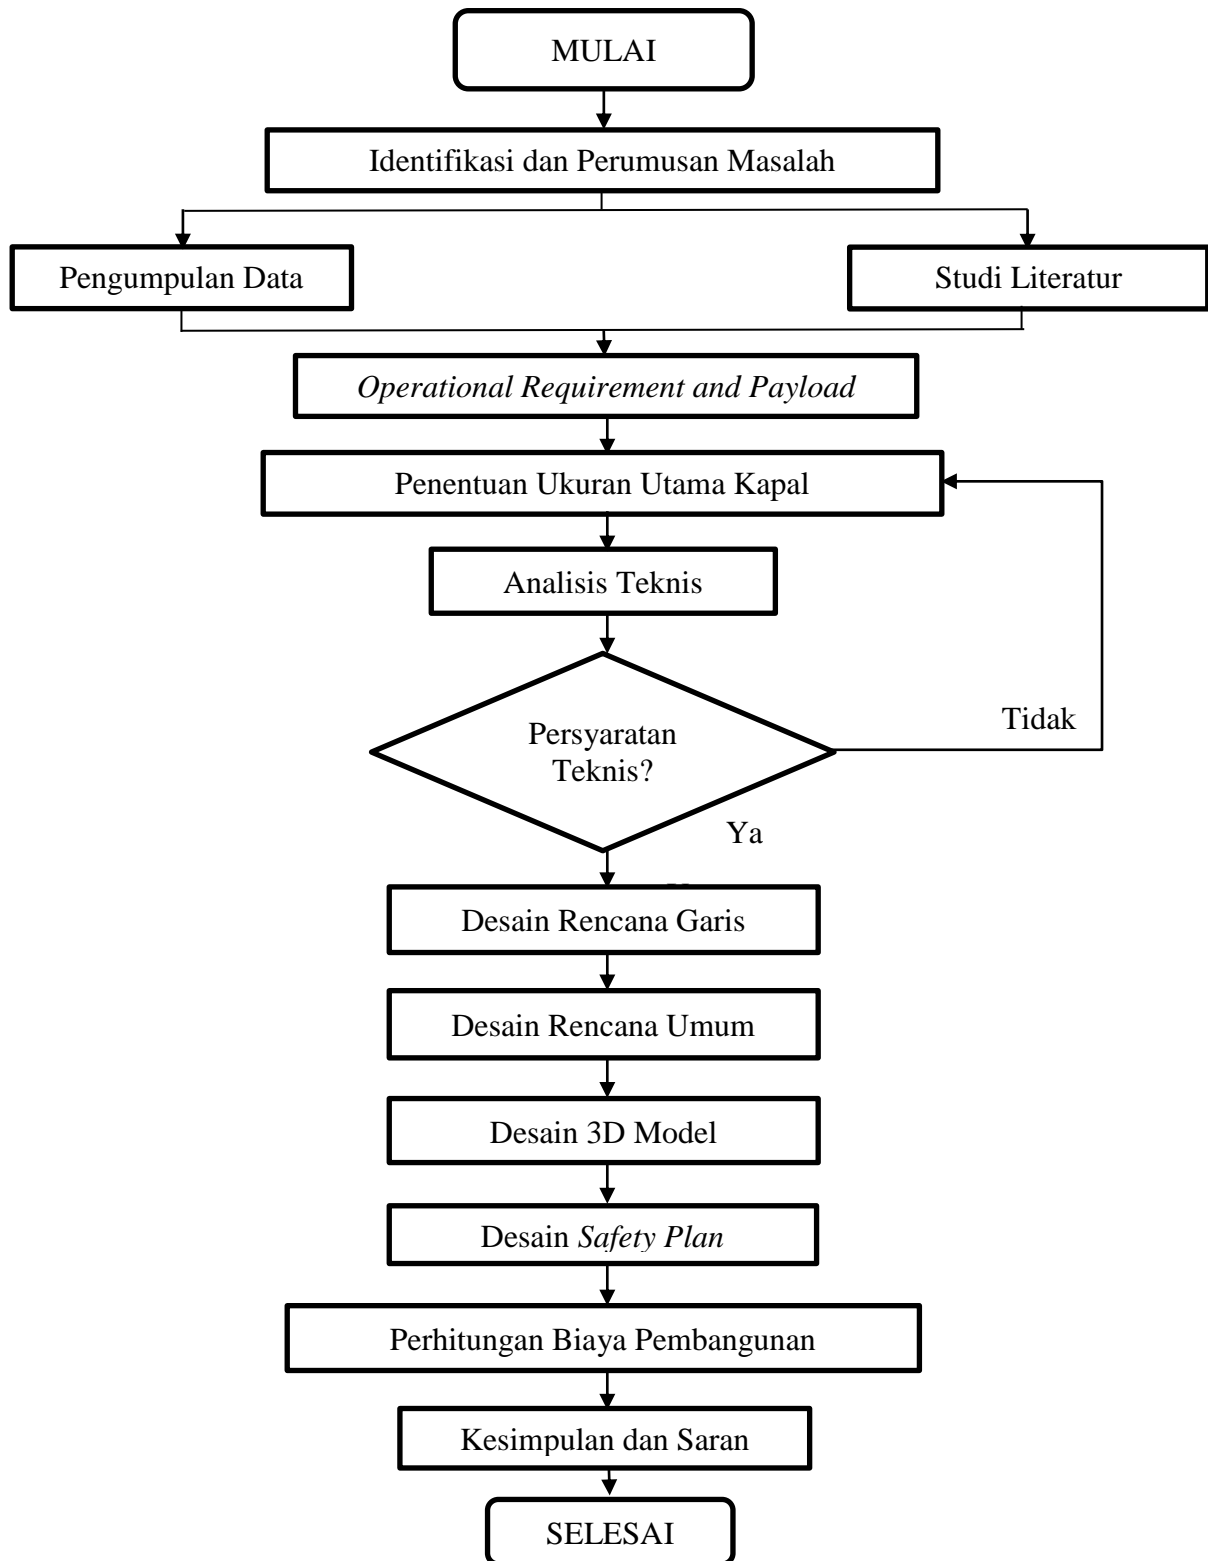 MULAI
Identifikasi dan Perumusan Masalah
Pengumpulan Data
Studi Literatur
Operational Requirement and Payload
Penentuan Ukuran Utama Kapal
Analisis Teknis
Persyaratan
Teknis?
Tidak
Ya
Desain Rencana Garis
Desain Rencana Umum
Desain 3D Model
Desain Safety Plan
Perhitungan Biaya Pembangunan
Kesimpulan dan Saran
SELESAI